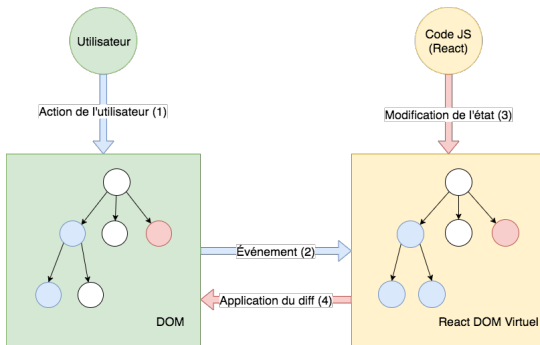 Utilisateur
Code JS
(React)
Action de l'utilisateur (1)
Modification de l'état (3)
Événement (2)
Application du diff (4)
DOM
React DOM Virtuel